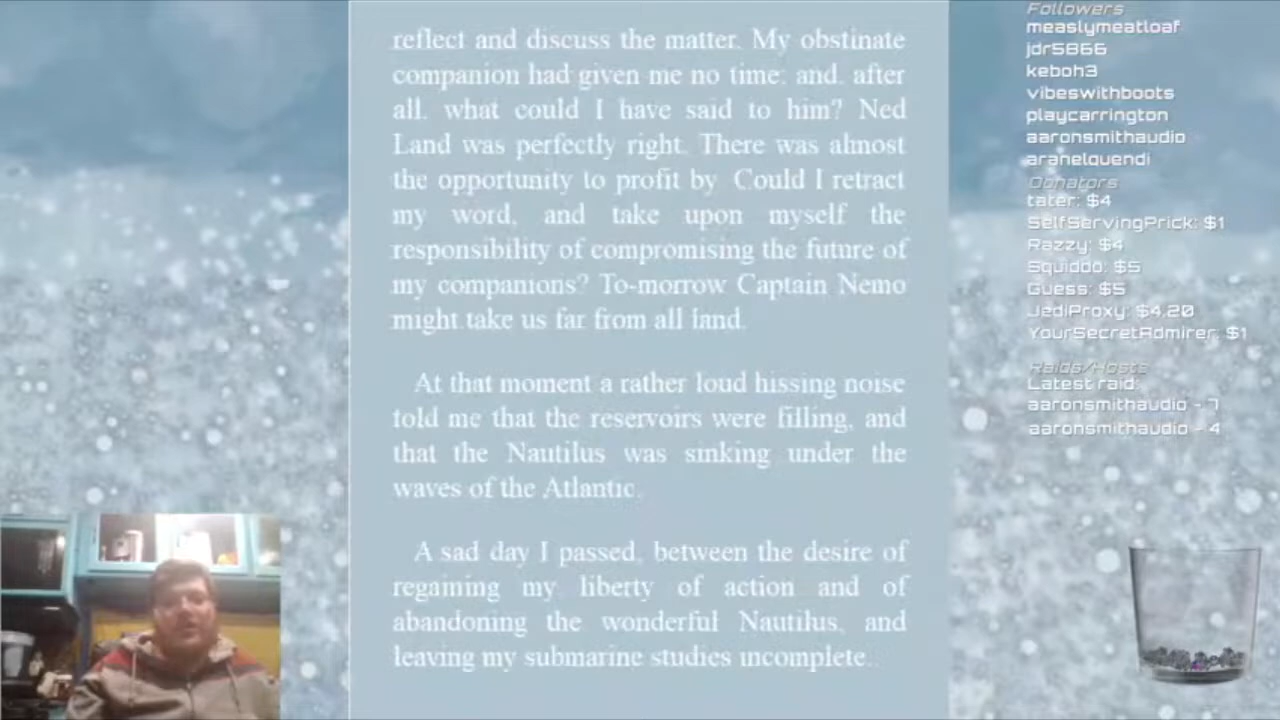 reflect and discuss the matter. My obstinate
companion had given me no time: and. after
all. what could I have said to him? Ned
Land was perfectly right. There was almost
the opportunity to profit by. Could I retract
my word, and take upon myself the
responsibility of compromising the future of
my companions? To-morrow Captain Nemo
might take us far from all land.
At that moment a rather loud hissing noise
told me that the reservoirs were filling, and
that the Nautilus was sinking under the
waves of the Atlantic.
A sad day I passed, between the desire of
regaining my liberty of action and of
abandoning the wonderful Nautilus, and
leaving my submarine studies incomplete.
Followers
measlymeatloaf
jdr5866
keboh3
vibeswithboots
playcarrington
aaronsmithaudio
aranelquendi
Donators
tater: $4
SelfServingPrick: $1
Razzy: $4
Squidoo: $5
Guess: $5
JediProxy: $4.20
YourSecretAdmirer: $1
Raids/Hosts
Latest raid:
aaronsmithaudio - 7
aaronsmithaudio - 4